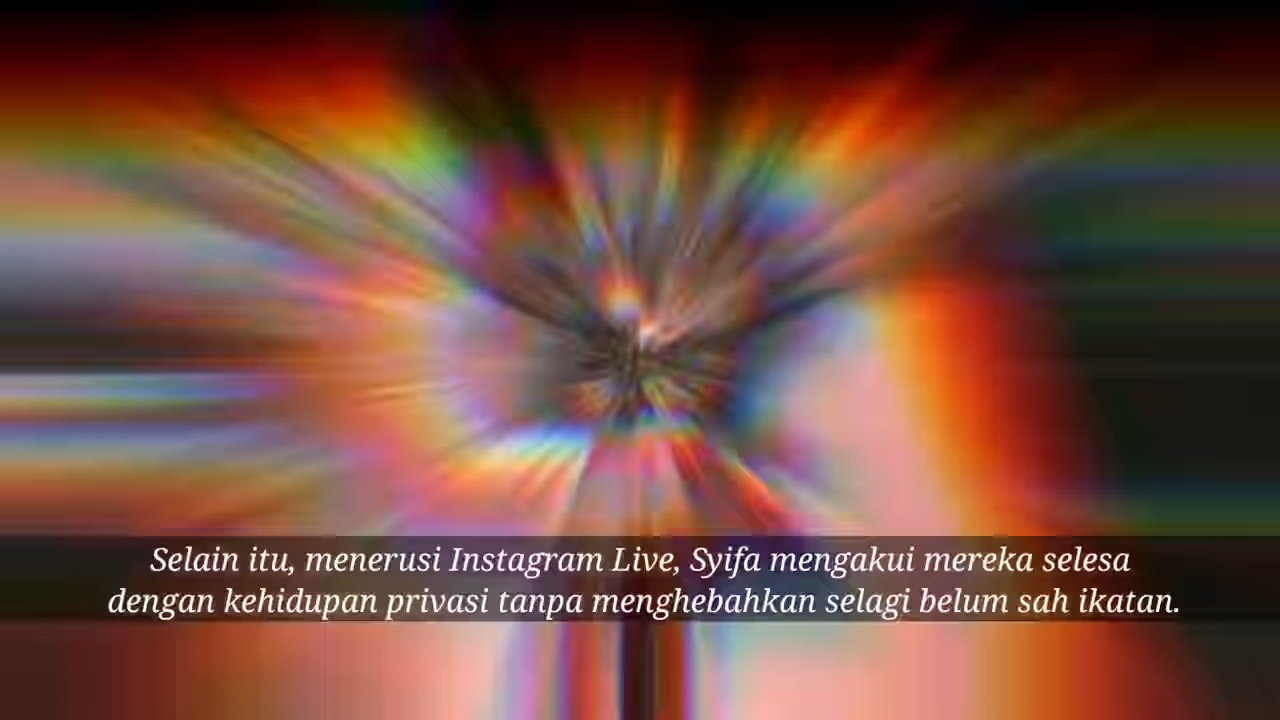 Selain itu, menerusi Instagram Live, Syifa mengakui mereka selesa
dengan kehidupan privasi tanpa menghebahkan selagi belum sah ikatan.